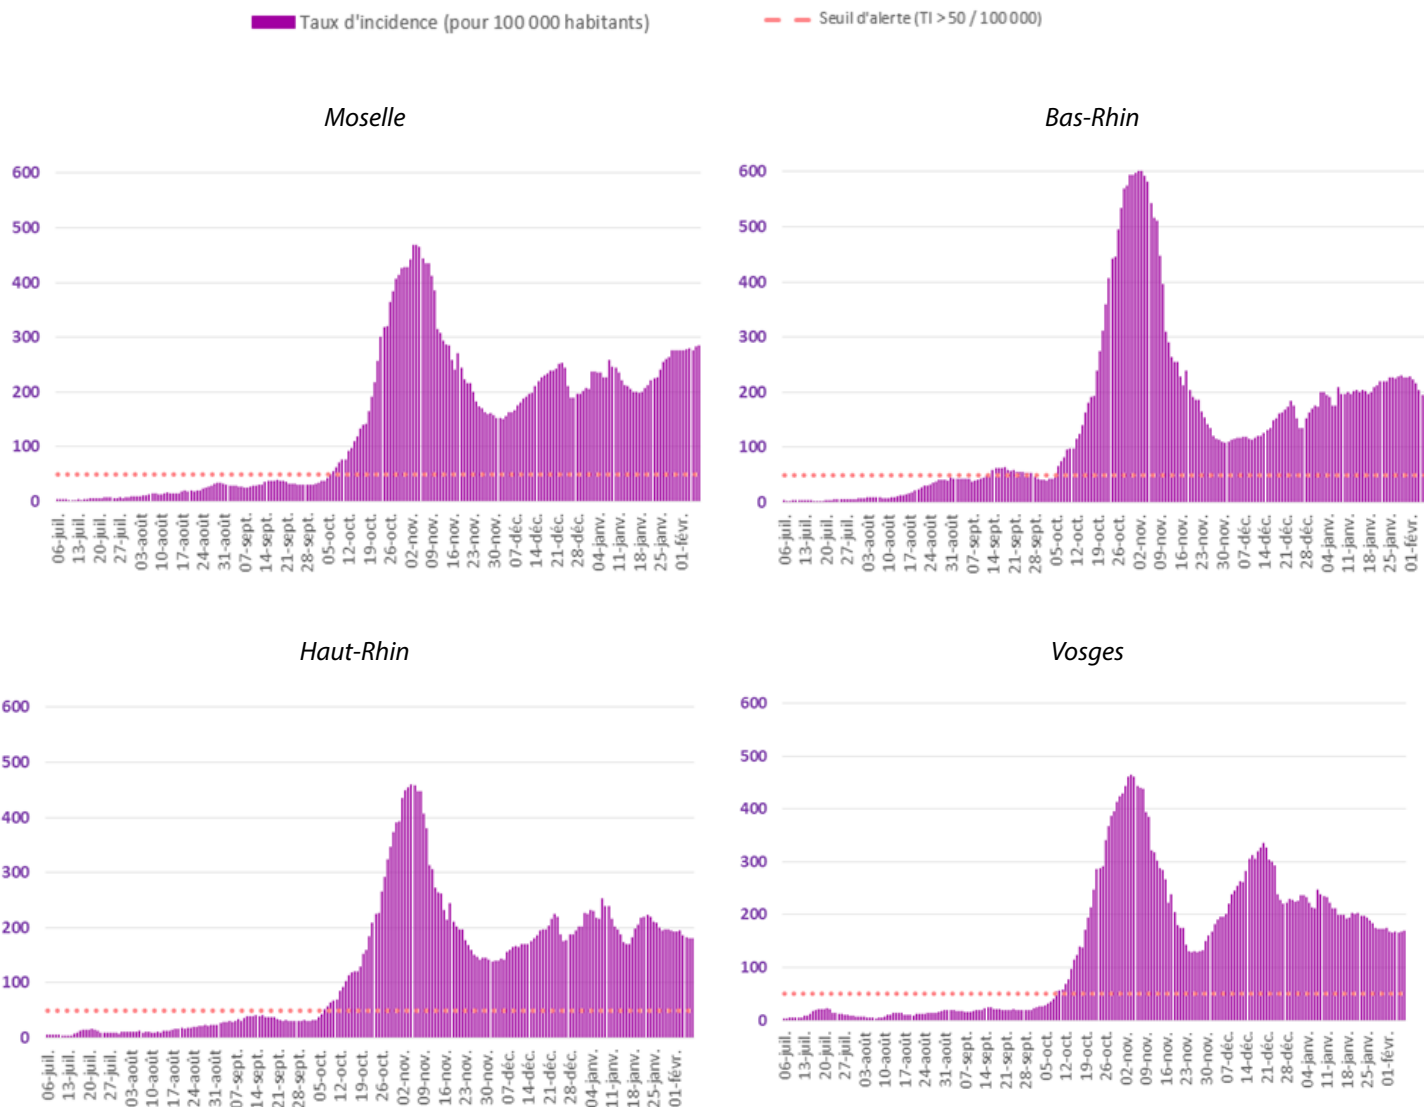 Taux d'incidence (pour 100 000 habitants)
Seuil d'alerte (TI > 50 / 100 000)
Moselle
600
500
400
300
200
100
0
06-juil. 13-juil. 20-juil. 27-juil. 03-août 10-août 17-août 24-août 31-août 07-sept. 14-sept. 21-sept. 28-sept. 05-oct. 12-oct. 19-oct. 26-oct. 02-nov. 09-nov. 16-nov. 23-nov. 30-nov. 07-déc. 14-déc. 21-déc. 28-déc. 04-janv. 11-janv. 18-janv. 25-janv. 01-févr.
Bas-Rhin
600
500
400
300
200
100
0
06-juil. 13-juil. 20-juil. 27-juil. 03-août 10-août 17-août 24-août 31-août 07-sept. 14-sept. 21-sept. 28-sept. 05-oct. 12-oct. 19-oct. 26-oct. 02-nov. 09-nov. 16-nov. 23-nov. 30-nov. 07-déc. 14-déc. 21-déc. 28-déc. 04-janv. 11-janv. 18-janv. 25-janv. 01-févr.
Haut-Rhin
600
500
400
300
200
100
0
06-juil. 13-juil. 20-juil. 27-juil. 03-août 10-août 17-août 24-août 31-août 07-sept. 14-sept. 21-sept. 28-sept. 05-oct. 12-oct. 19-oct. 26-oct. 02-nov. 09-nov. 16-nov. 23-nov. 30-nov. 07-déc. 14-déc. 21-déc. 28-déc. 04-janv. 11-janv. 18-janv. 25-janv. 01-févr.
Vosges
600
500
400
300
200
100
0
06-juil. 13-juil. 20-juil. 27-juil. 03-août 10-août 17-août 24-août 31-août 07-sept. 14-sept. 21-sept. 28-sept. 05-oct. 12-oct. 19-oct. 26-oct. 02-nov. 09-nov. 16-nov. 23-nov. 30-nov. 07-déc. 14-déc. 21-déc. 28-déc. 04-janv. 11-janv. 18-janv. 25-janv. 01-févr.